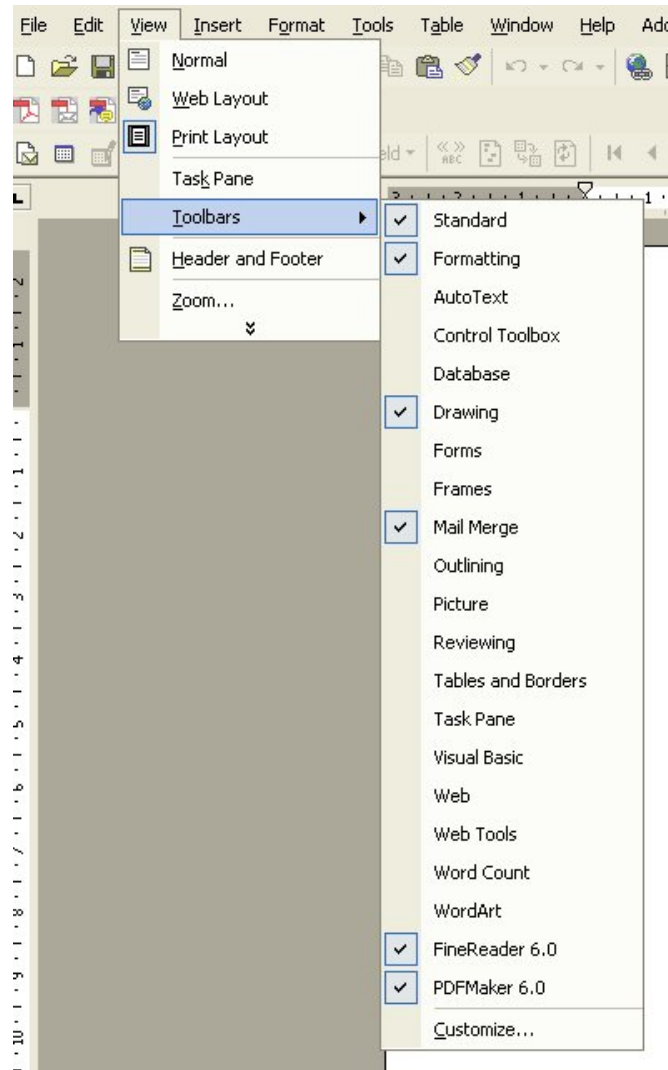 File Edit View Insert Format Tools Table Window Help
Normal
Web Layout
Print Layout
Task Pane
Toolbars
Header and Footer
Zoom...
Standard
Formatting
AutoText
Control Toolbox
Database
Drawing
Forms
Frames
Mail Merge
Outlining
Picture
Reviewing
Tables and Borders
Task Pane
Visual Basic
Web
Web Tools
Word Count
WordArt
FineReader 6.0
PDFMaker 6.0
Customize...